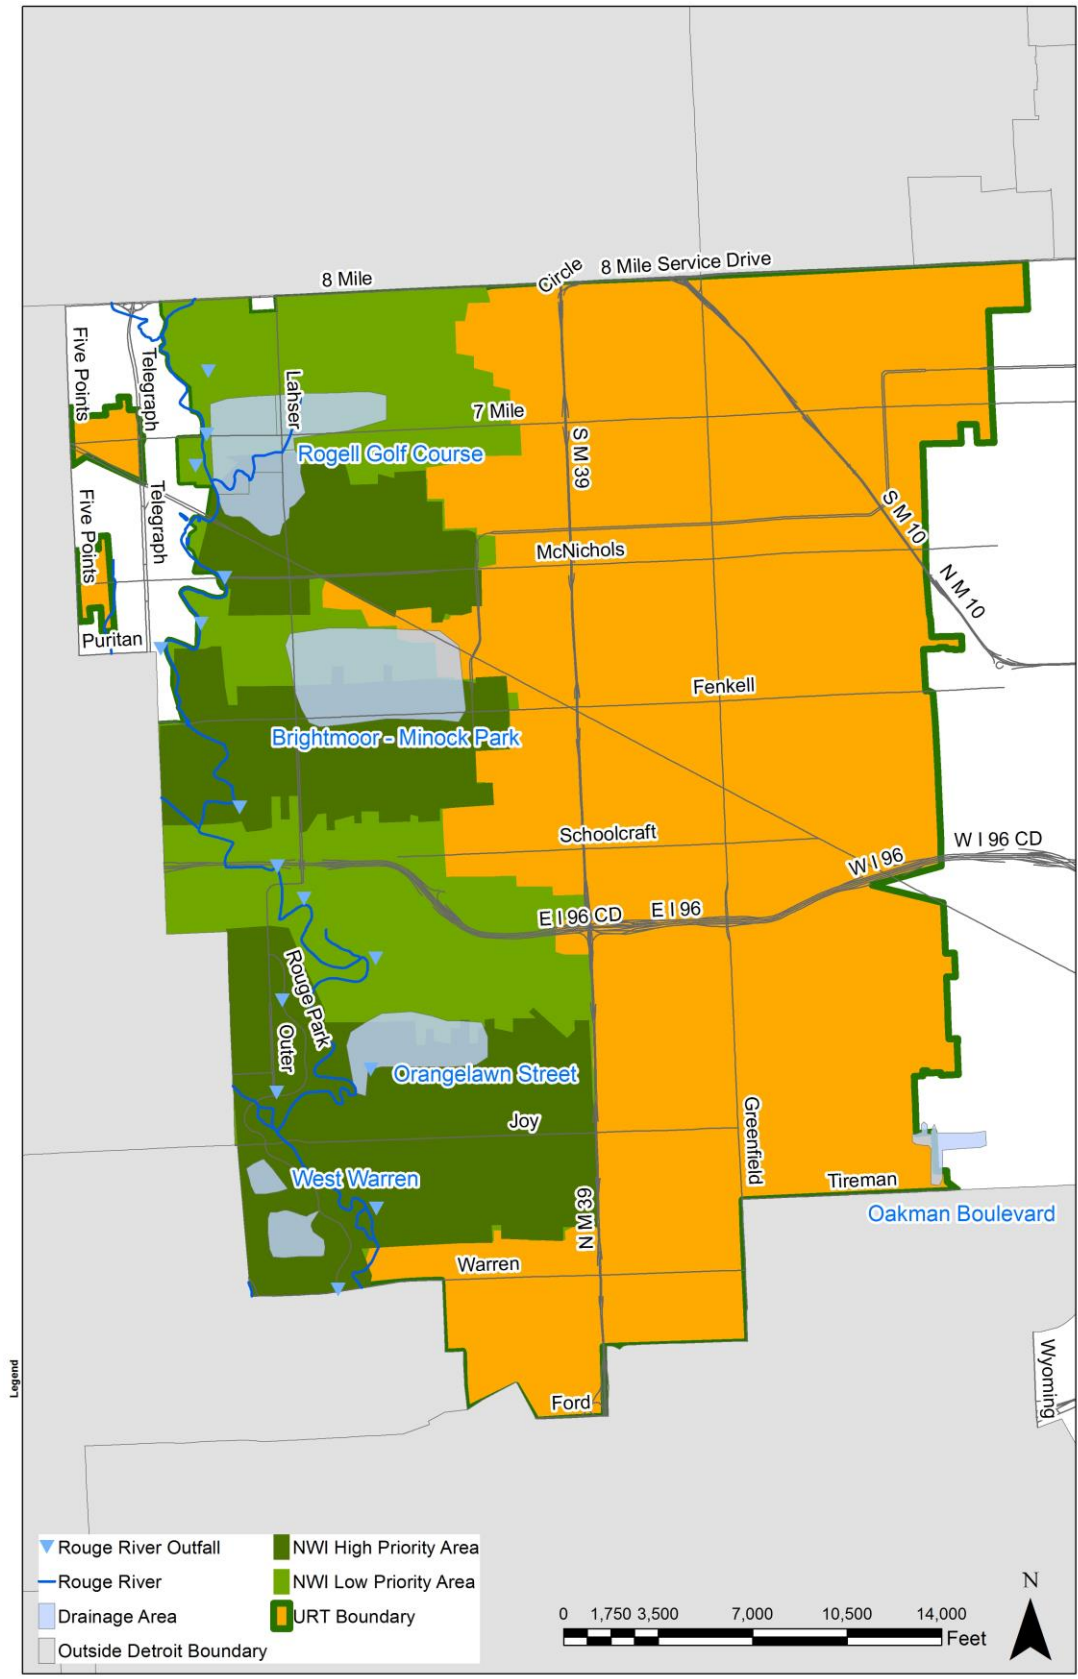 8 Mile
Circle
8 Mile Service Drive
Five Points
Telegraph
Lahser
7 Mile
Rogell Golf Course
S M 39
S M 10
Five Points
Telegraph
McNichols
N M 10
Puritan
Fenkell
Brightmoor - Minock Park
Schoolcraft
W I 96
W I 96 CD
E I 96 CD
E I 96
Rouge Park
Outer
Orangelawn Street
Joy
Greenfield
West Warren
Tireman
N M 39
Oakman Boulevard
Warren
Wyoming
Ford
Legend
Rouge River Outfall
Rouge River
Drainage Area
Outside Detroit Boundary
NWI High Priority Area
NWI Low Priority Area
URT Boundary
0 1,750 3,500 7,000 10,500 14,000
Feet
N